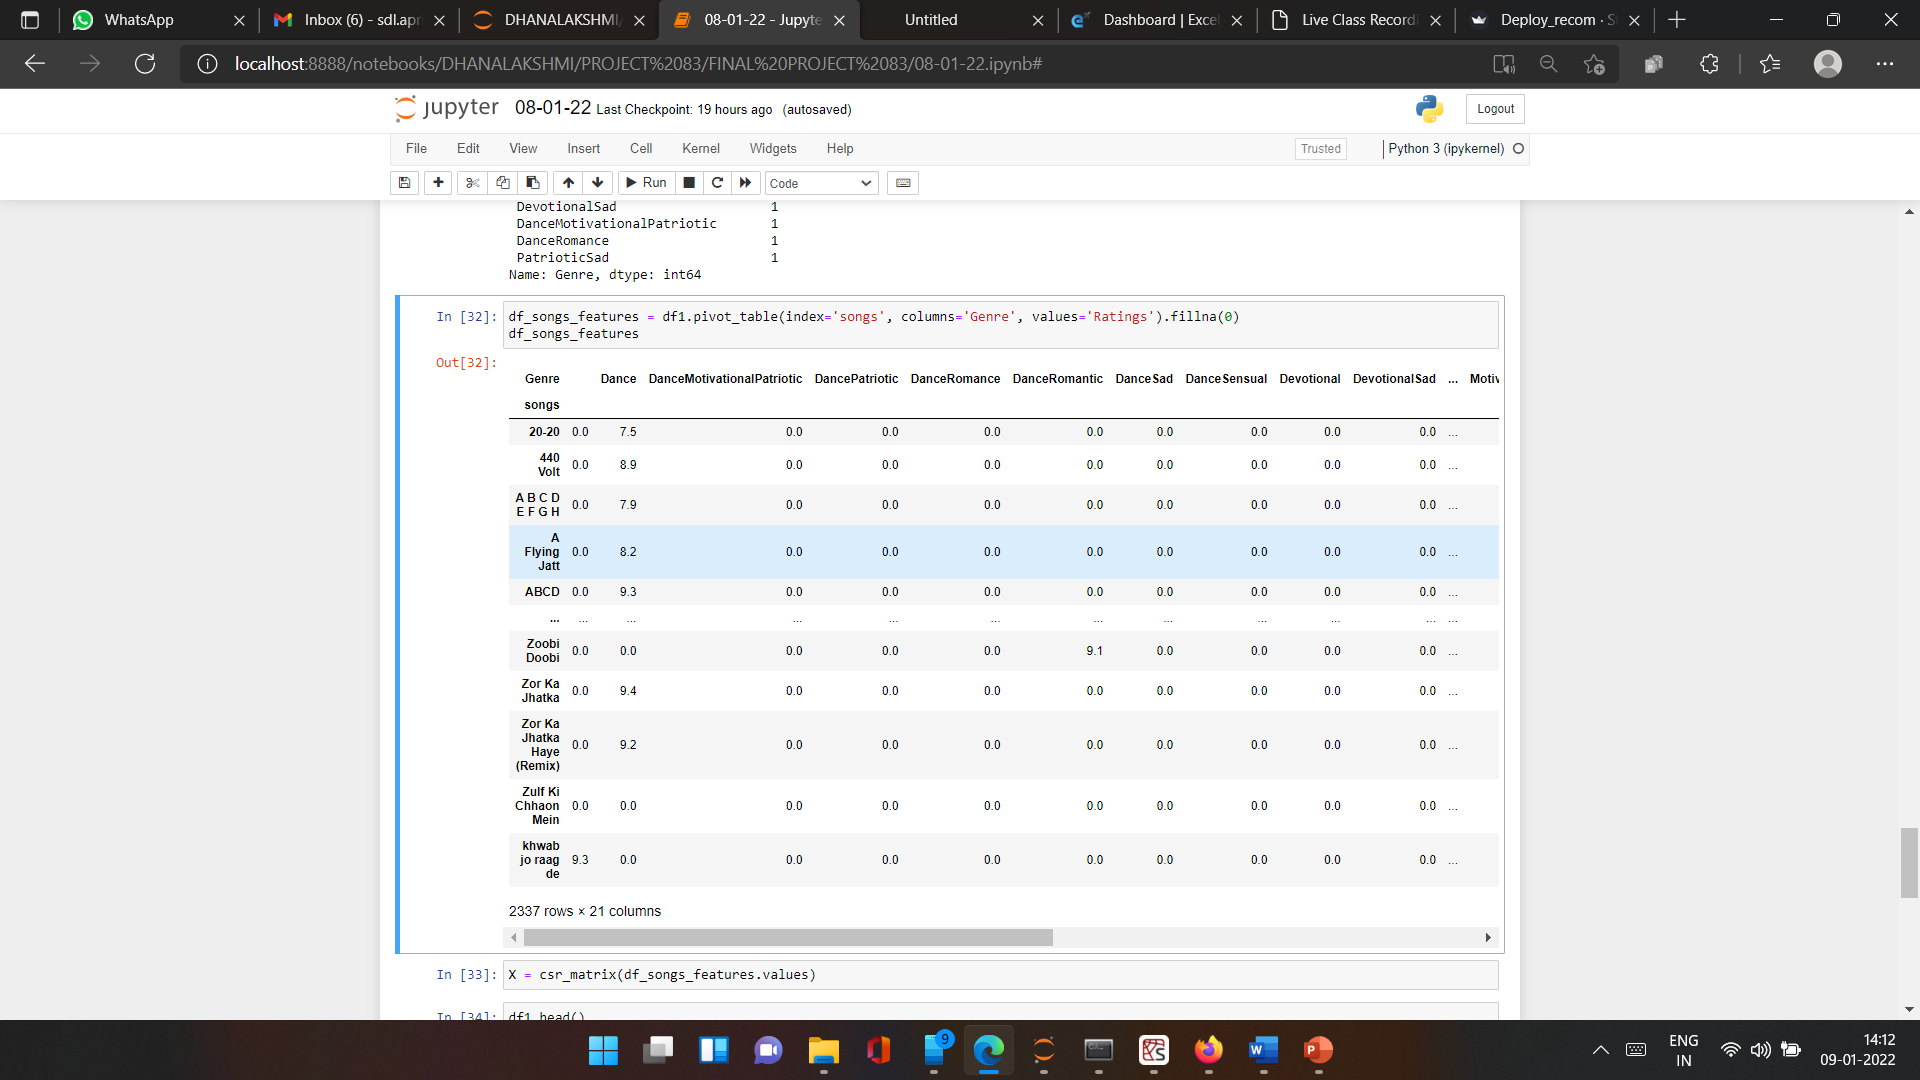 WhatsApp
Inbox (6) - sdl.apr
DHANALAKSHMI/
08-01-22 - Jupyte
Untitled
Dashboard | Exce
Live Class Recordi
Deploy_recom · S
localhost:8888/notebooks/DHANALAKSHMI/PROJECT%2083/FINAL%20PROJECT%2083/08-01-22.ipynb#
jupyter 08-01-22 Last Checkpoint: 19 hours ago (autosaved)
Logout
File Edit View Insert Cell Kernel Widgets Help
Trusted
Python 3 (ipykernel)
Run
Code
DevotionalSad 1
DanceMotivationalPatriotic 1
DanceRomance 1
PatrioticSad 1
Name: Genre, dtype: int64
In [32]: df_songs_features = df1.pivot_table(index='songs', columns='Genre', values='Ratings').fillna(0)
df_songs_features
Out[32]:
Genre Dance DanceMotivationalPatriotic DancePatriotic DanceRomance DanceRomantic DanceSad DanceSensual Devotional DevotionalSad ... Motiv
songs
20-20 0.0 7.5 0.0 0.0 0.0 0.0 0.0 0.0 0.0 0.0 ...
440
Volt 0.0 8.9 0.0 0.0 0.0 0.0 0.0 0.0 0.0 0.0 ...
A B C D
E F G H 0.0 7.9 0.0 0.0 0.0 0.0 0.0 0.0 0.0 0.0 ...
A
Flying 0.0 8.2 0.0 0.0 0.0 0.0 0.0 0.0 0.0 0.0 ...
Jatt
ABCD 0.0 9.3 0.0 0.0 0.0 0.0 0.0 0.0 0.0 0.0 ...
... ... ... ... ... ... ... ... ... ... ... ...
Zoobi
Doobi 0.0 0.0 0.0 0.0 0.0 9.1 0.0 0.0 0.0 0.0 ...
Zor Ka
Jhatka 0.0 9.4 0.0 0.0 0.0 0.0 0.0 0.0 0.0 0.0 ...
Zor Ka
Jhatka
Haye 0.0 9.2 0.0 0.0 0.0 0.0 0.0 0.0 0.0 0.0 ...
(Remix)
Zulf Ki
Chhaon 0.0 0.0 0.0 0.0 0.0 0.0 0.0 0.0 0.0 0.0 ...
Mein
khwab
jo raag 9.3 0.0 0.0 0.0 0.0 0.0 0.0 0.0 0.0 0.0 ...
de
2337 rows × 21 columns
In [33]: X = csr_matrix(df_songs_features.values)
In [34]: df1.head()
9
ENG
IN
14:12
09-01-2022